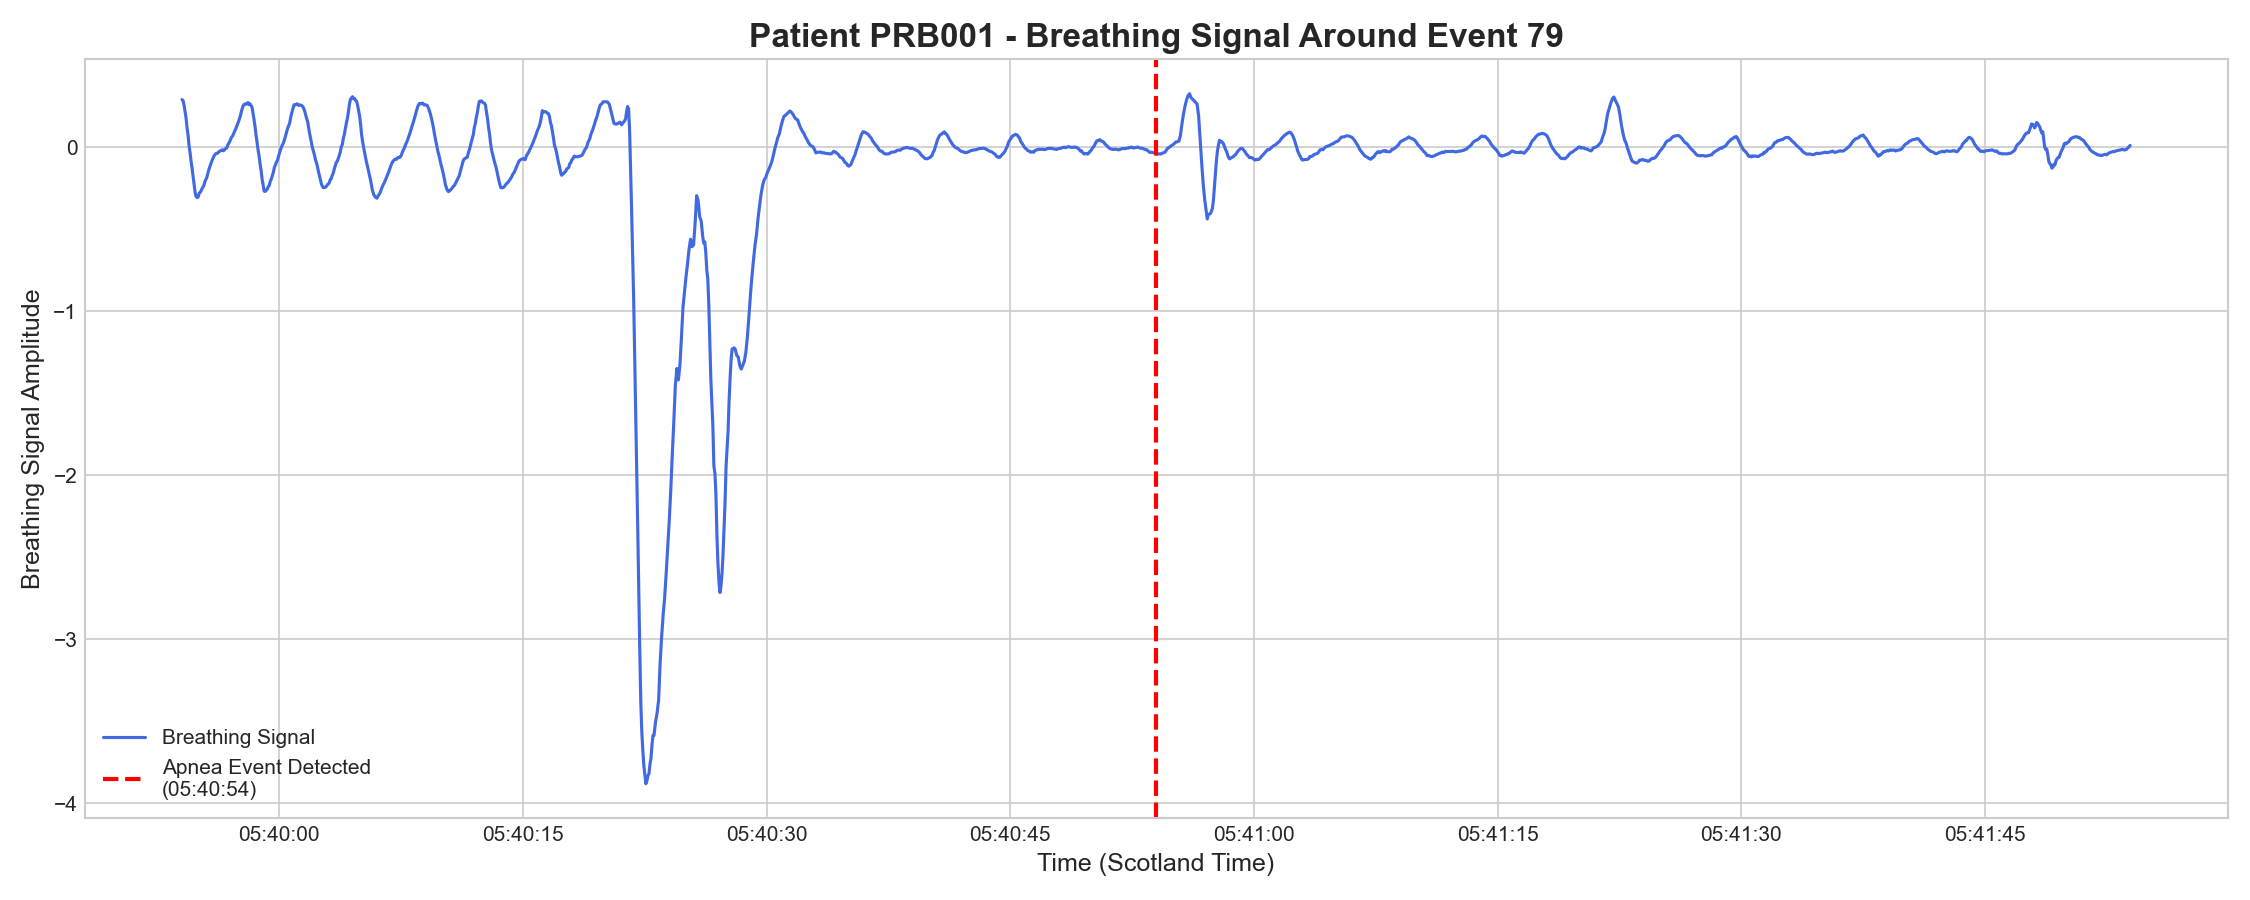 Patient PRB001 - Breathing Signal Around Event 79
Breathing Signal Amplitude
0
−1
−2
−3
−4
Breathing Signal
Apnea Event Detected
(05:40:54)
05:40:00
05:40:15
05:40:30
05:40:45
05:41:00
05:41:15
05:41:30
05:41:45
Time (Scotland Time)